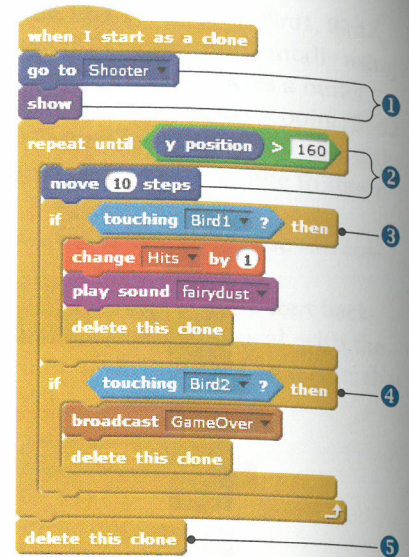 when I start as a clone
go to Shooter
show
1
repeat until y position > 160
2
move 10 steps
if touching Bird1 ? then
3
change Hits by 1
play sound fairydust
delete this clone
if touching Bird2 ? then
4
broadcast GameOver
delete this clone
delete this clone
5